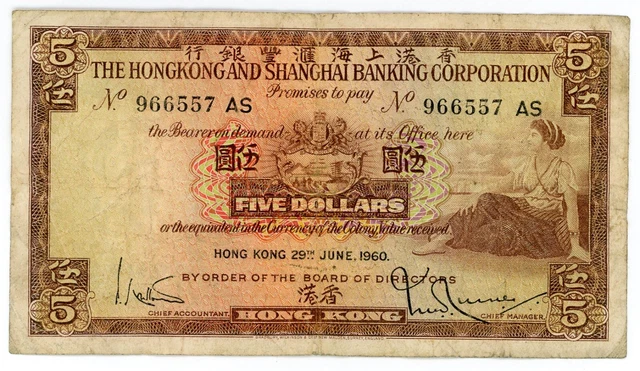 5 5
行銀豐滙海上港香
THE HONGKONG AND SHANGHAI BANKING CORPORATION
伍 伍
Promises to pay
No 966557 AS No 966557 AS
the Bearer on demand at its Office here
圓伍 圓伍
FIVE DOLLARS
or the equivalent in the Currency of the Colony, value received.
HONG KONG 29TH JUNE, 1960.
伍 伍
BY ORDER OF THE BOARD OF DIRECTORS
港香
5 5
CHIEF ACCOUNTANT. HONG KONG CHIEF MANAGER.